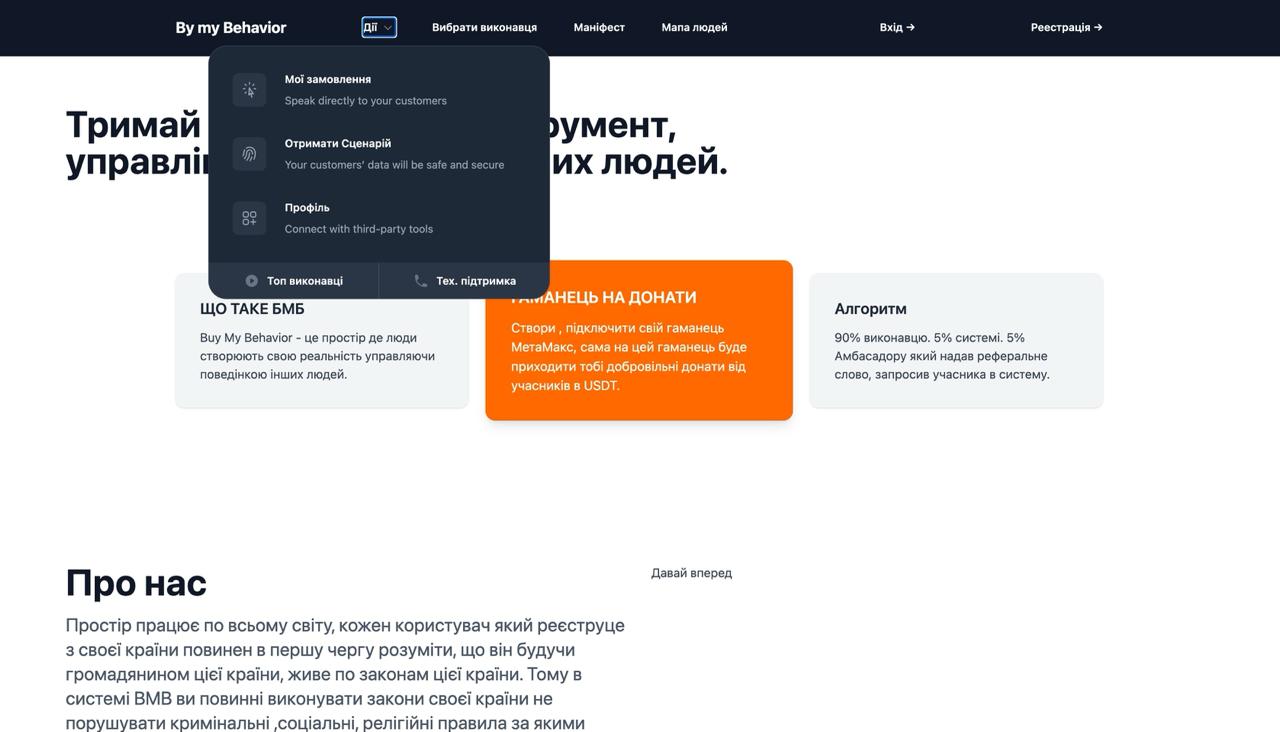 By my Behavior
Дії
Вибрати виконавця
Маніфест
Мапа людей
Вхід →
Реєстрація →
Мої замовлення
Speak directly to your customers
Отримати Сценарій
Your customers' data will be safe and secure
Профіль
Connect with third-party tools
Топ виконавці
Тех. підтримка
Тримай
румент,
их людей.
ЩО ТАКЕ БМБ
Buy My Behavior - це простір де люди
створюють свою реальність управляючи
поведінкою інших людей.
ГАМАНЕЦЬ НА ДОНАТИ
Створи , підключити свій гаманець
МетаМакс, сама на цей гаманець буде
приходити тобі добровільні донати від
учасників в USDT.
Алгоритм
90% виконавцю. 5% системі. 5%
Амбасадору який надав реферальне
слово, запросив учасника в систему.
Про нас
Простір працює по всьому світу, кожен користувач який реєструце
з своєї країни повинен в першу чергу розуміти, що він будучи
громадянином цієї країни, живе по законам цієї країни. Тому в
системі BMB ви повинні виконувати закони своєї країни не
порушувати кримінальні ,соціальні, релігійні правила за якими
Давай вперед